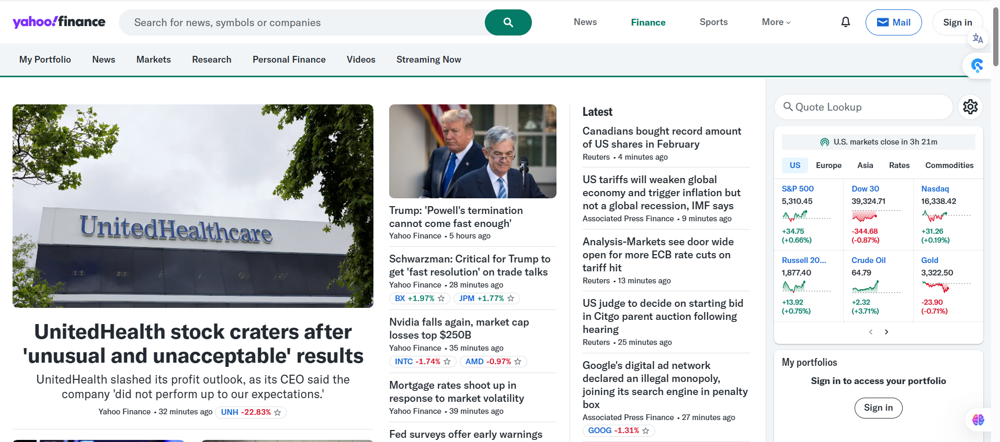 yahoo!finance
Search for news, symbols or companies
News
Finance
Sports
More
Mail
Sign in
My Portfolio
News
Markets
Research
Personal Finance
Videos
Streaming Now
UnitedHealthcare
UnitedHealth stock craters after
'unusual and unacceptable' results
UnitedHealth slashed its profit outlook, as its CEO said the
company 'did not perform up to our expectations.'
Yahoo Finance • 32 minutes ago
UNH -22.83%
Trump: 'Powell's termination
cannot come fast enough'
Yahoo Finance • 5 hours ago
Schwarzman: Critical for Trump to
get 'fast resolution' on trade talks
Yahoo Finance • 28 minutes ago
BX +1.97%
JPM +1.77%
Nvidia falls again, market cap
losses top $250B
Yahoo Finance • 35 minutes ago
INTC -1.74%
AMD -0.97%
Mortgage rates shoot up in
response to market volatility
Yahoo Finance • 39 minutes ago
Fed surveys offer early warnings
Latest
Canadians bought record amount
of US shares in February
Reuters • 4 minutes ago
US tariffs will weaken global
economy and trigger inflation but
not a global recession, IMF says
Associated Press Finance • 9 minutes ago
Analysis-Markets see door wide
open for more ECB rate cuts on
tariff hit
Reuters • 13 minutes ago
US judge to decide on starting bid
in Citgo parent auction following
hearing
Reuters • 25 minutes ago
Google's digital ad network
declared an illegal monopoly,
joining its search engine in penalty
box
Associated Press Finance • 27 minutes ago
GOOG -1.31%
Quote Lookup
U.S. markets close in 3h 21m
US
Europe
Asia
Rates
Commodities
S&P 500
5,310.45
+34.75
(+0.66%)
Dow 30
39,324.71
-344.68
(-0.87%)
Nasdaq
16,338.42
+31.26
(+0.19%)
Russell 20...
1,877.40
+13.92
(+0.75%)
Crude Oil
64.79
+2.32
(+3.71%)
Gold
3,322.50
-23.90
(-0.71%)
My portfolios
Sign in to access your portfolio
Sign in